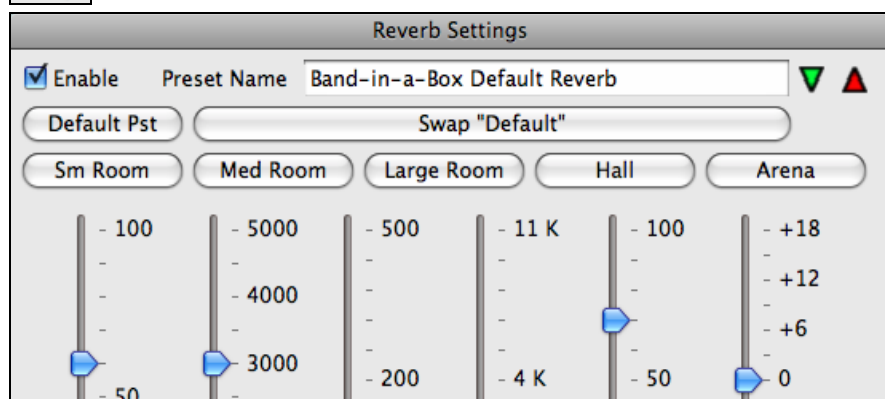 Reverb Settings
Enable Preset Name Band-in-a-Box Default Reverb
Default Pst Swap "Default"
Sm Room Med Room Large Room Hall Arena
- 100 - 5000 - 500 - 11 K - 100 - +18
- +12
- 4000
- +6
- 3000
- 200 - 4 K - 50 - 0
- 50